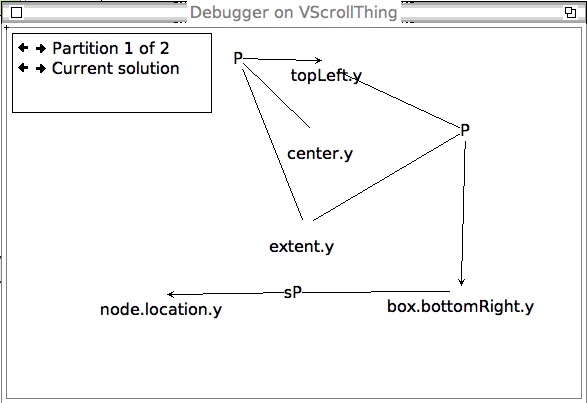 Debugger on VScrollThing
Partition 1 of 2
Current solution
P
topLeft.y
P
center.y
extent.y
sP
node.location.y
box.bottomRight.y